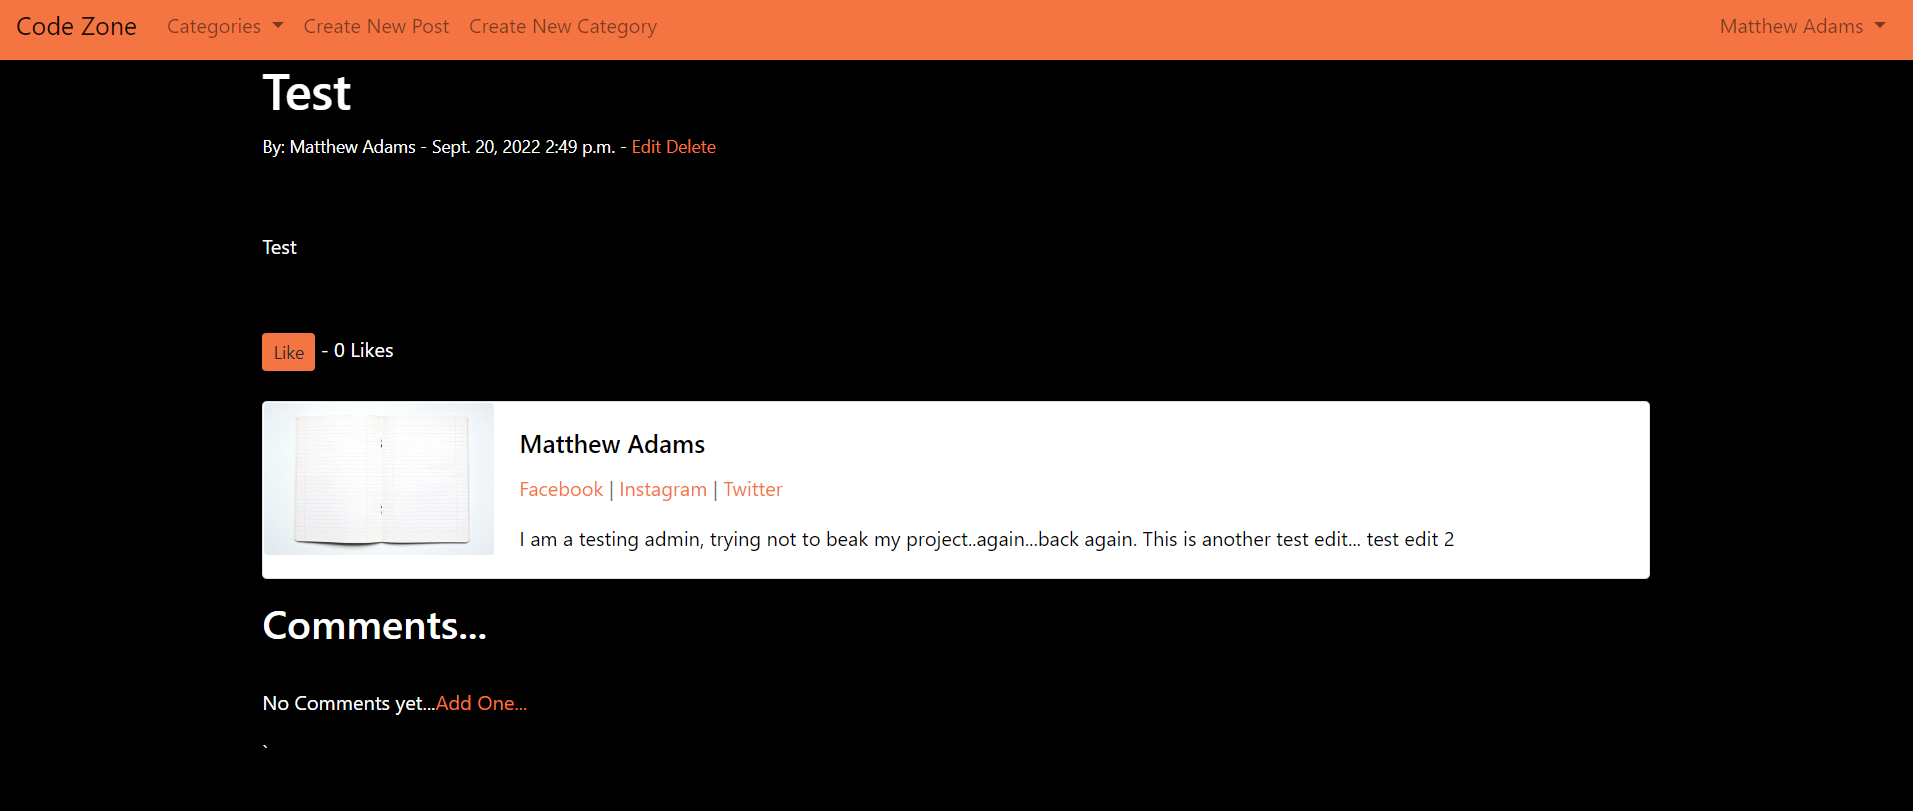 Code Zone Categories Create New Post Create New Category Matthew Adams
Test
By: Matthew Adams - Sept. 20, 2022 2:49 p.m. - Edit Delete
Test
Like - 0 Likes
Matthew Adams
Facebook | Instagram | Twitter
I am a testing admin, trying not to beak my project..again...back again. This is another test edit... test edit 2
Comments...
No Comments yet...Add One...
`